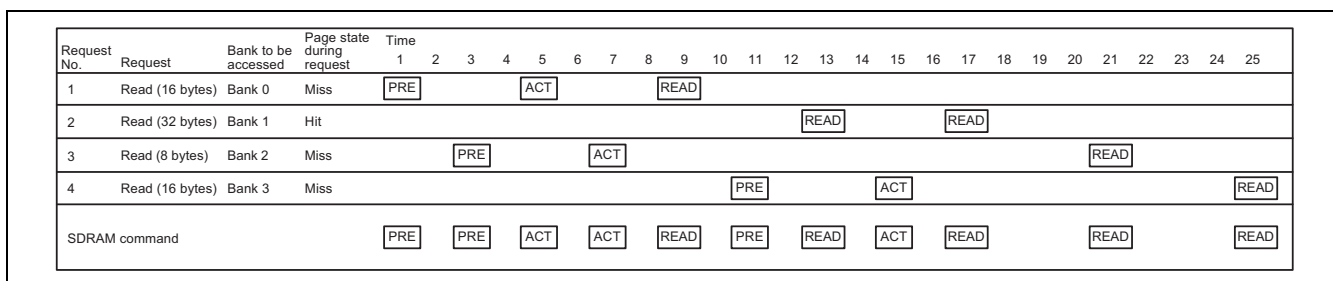 Request No. Request Bank to be accessed Page state during request Time
1 2 3 4 5 6 7 8 9 10 11 12 13 14 15 16 17 18 19 20 21 22 23 24 25
1 Read (16 bytes) Bank 0 Miss PRE ACT READ
2 Read (32 bytes) Bank 1 Hit READ READ
3 Read (8 bytes) Bank 2 Miss PRE ACT READ
4 Read (16 bytes) Bank 3 Miss PRE ACT READ
SDRAM command PRE PRE ACT ACT READ PRE READ ACT READ READ READ